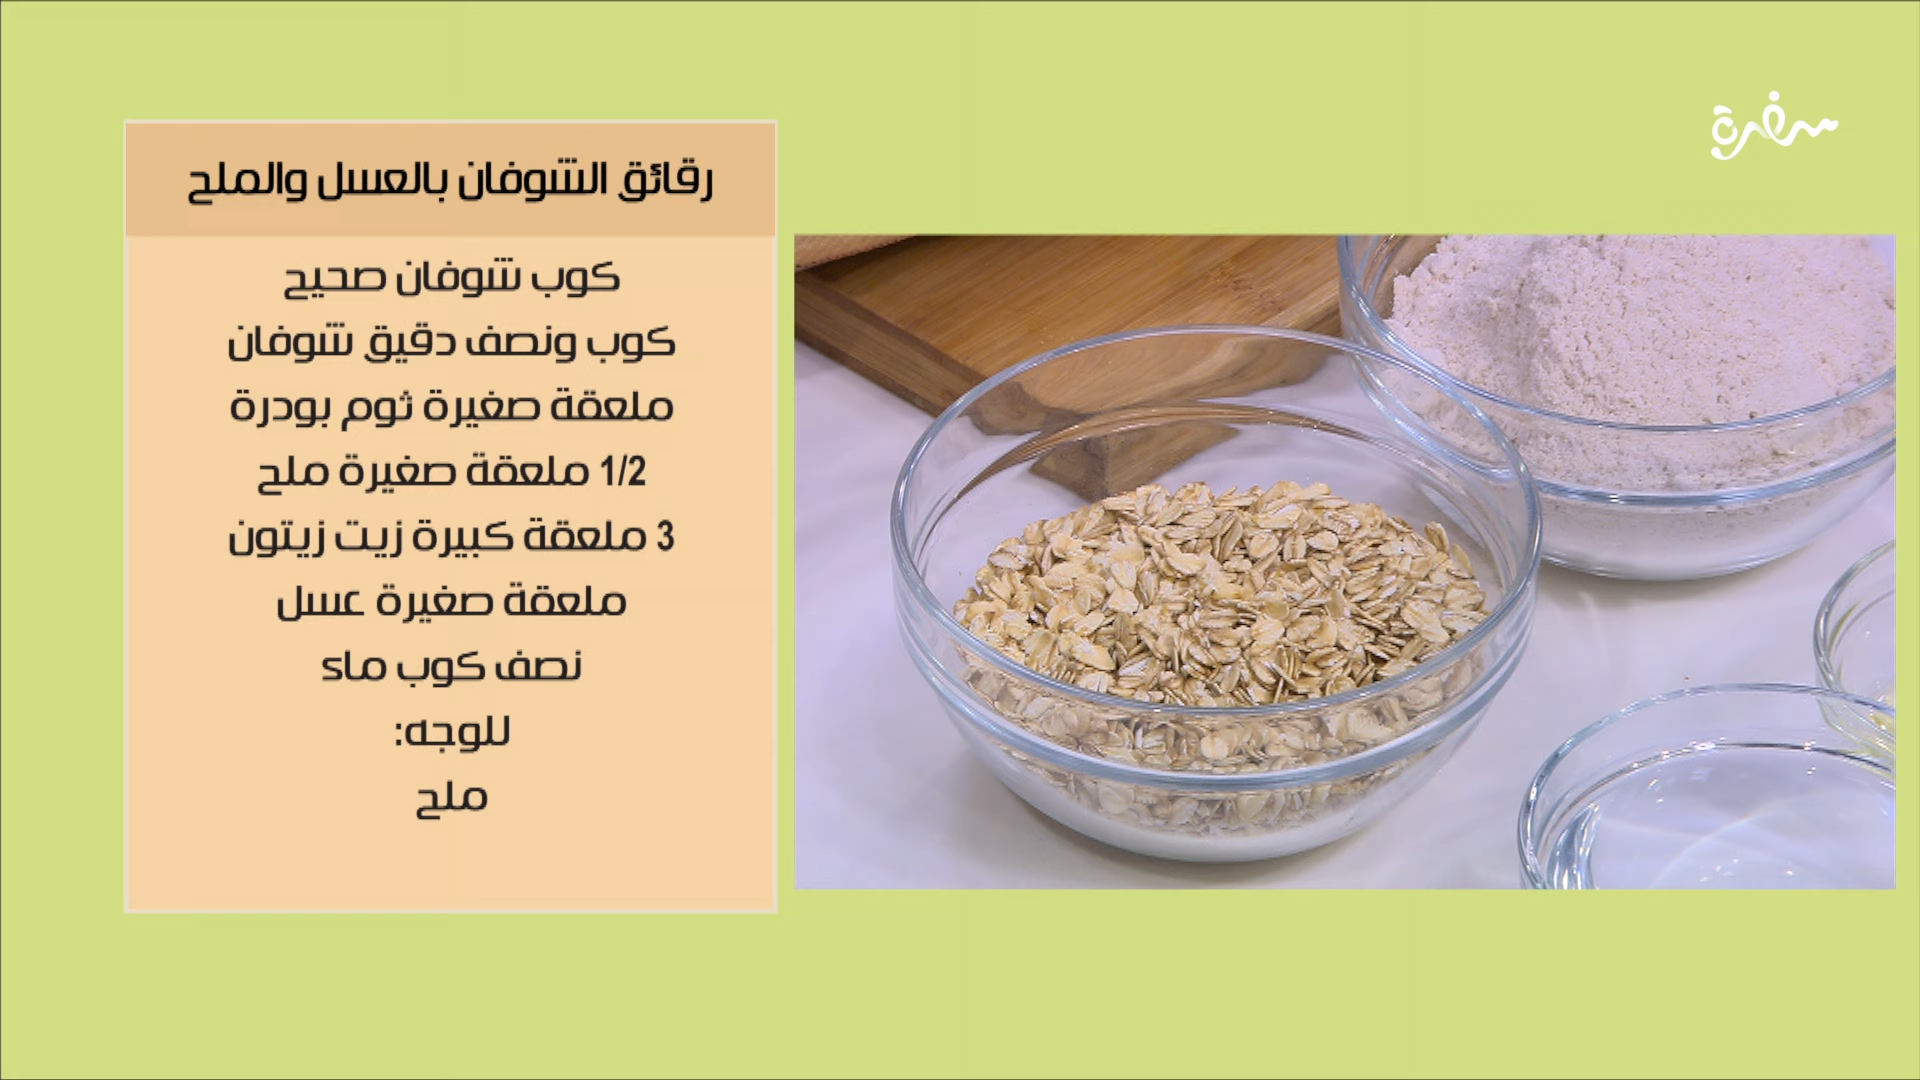 سفرة
رقائق الشوفان بالعسل والملح
كوب شوفان صحيح
كوب ونصف دقيق شوفان
ملعقة صغيرة ثوم بودرة
1/2 ملعقة صغيرة ملح
3 ملعقة كبيرة زيت زيتون
ملعقة صغيرة عسل
نصف كوب ماء
للوجه:
ملح